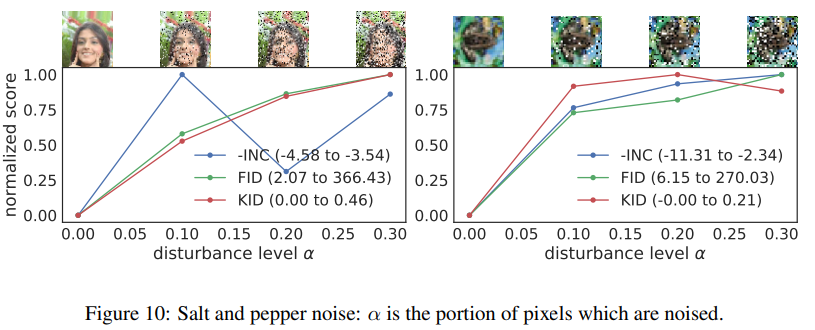 normalized score
1.00
0.75
0.50
0.25
0.00
-INC (-4.58 to -3.54)
FID (2.07 to 366.43)
KID (0.00 to 0.46)
0.00 0.05 0.10 0.15 0.20 0.25 0.30
disturbance level α
1.00
0.75
0.50
0.25
0.00
-INC (-11.31 to -2.34)
FID (6.15 to 270.03)
KID (-0.00 to 0.21)
0.00 0.05 0.10 0.15 0.20 0.25 0.30
disturbance level α
Figure 10: Salt and pepper noise: α is the portion of pixels which are noised.